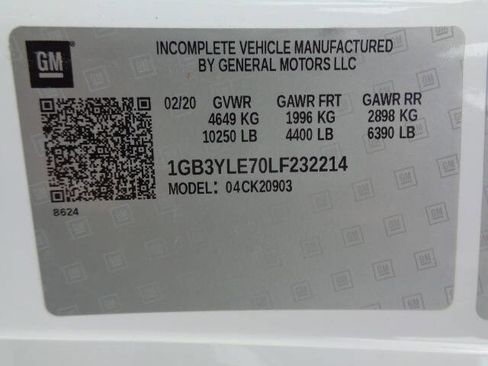 GM
INCOMPLETE VEHICLE MANUFACTURED
BY GENERAL MOTORS LLC
02/20 GVWR GAWR FRT GAWR RR
4649 KG 1996 KG 2898 KG
10250 LB 4400 LB 6390 LB
1GB3YLE70LF232214
MODEL: 04CK20903
8624